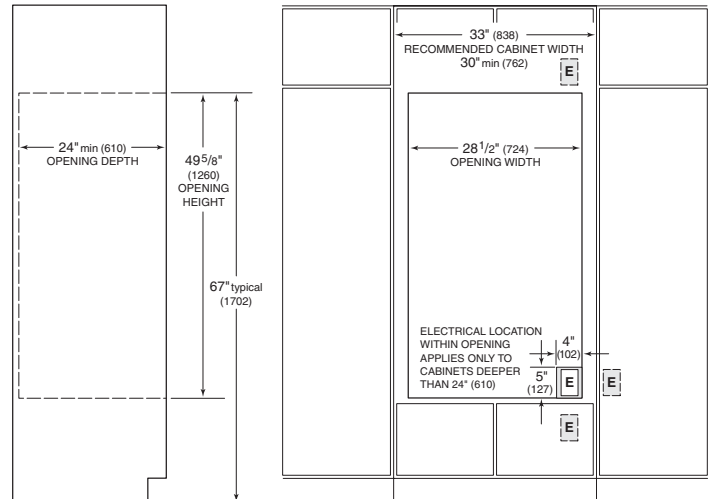 24" min (610)
OPENING DEPTH
49 5/8"
(1260)
OPENING
HEIGHT
67" typical
(1702)
33" (838)
RECOMMENDED CABINET WIDTH
30" min (762)
E
28 1/2" (724)
OPENING WIDTH
ELECTRICAL LOCATION
WITHIN OPENING
APPLIES ONLY TO
CABINETS DEEPER
THAN 24" (610)
4"
(102)
5"
(127)
E
E
E